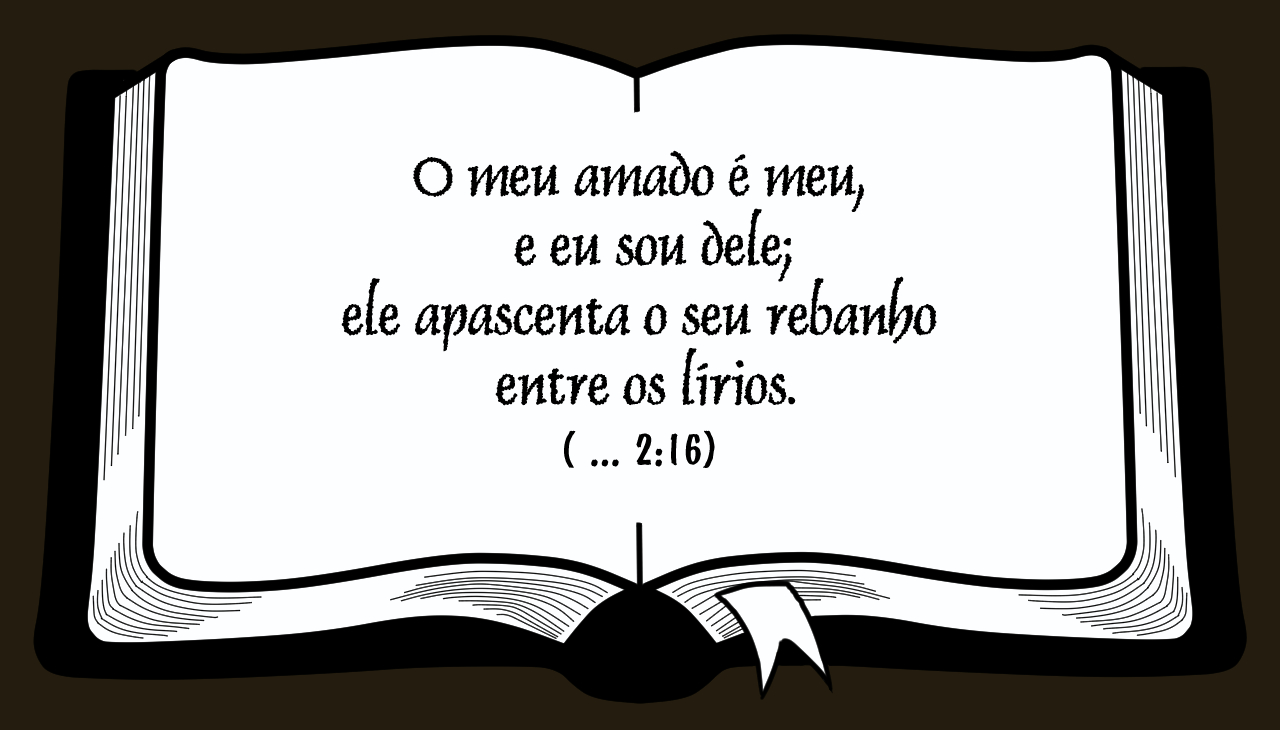 O meu amado é meu,
e eu sou dele;
ele apascenta o seu rebanho
entre os lírios.
( ... 2:16)